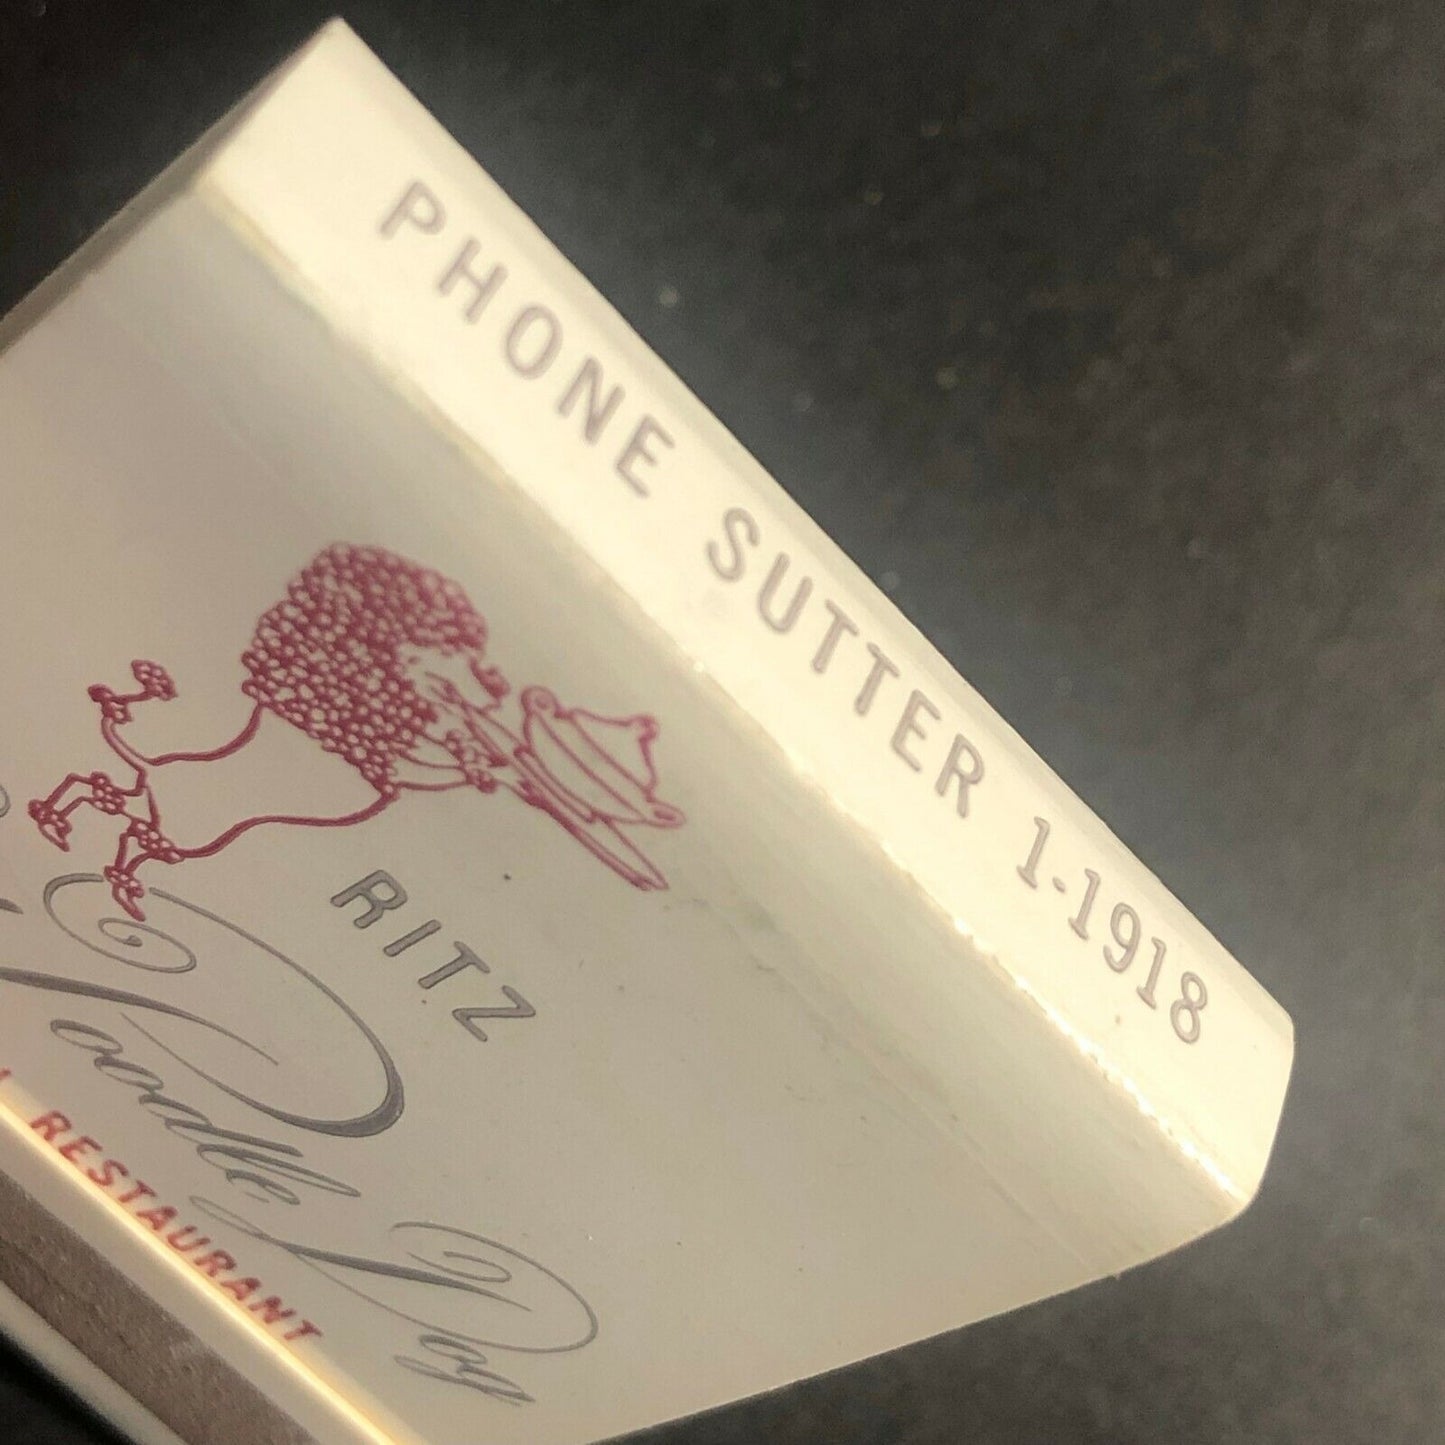 PHONE SUTTER 1-1918
RITZ
Poodle Dog
RESTAURANT